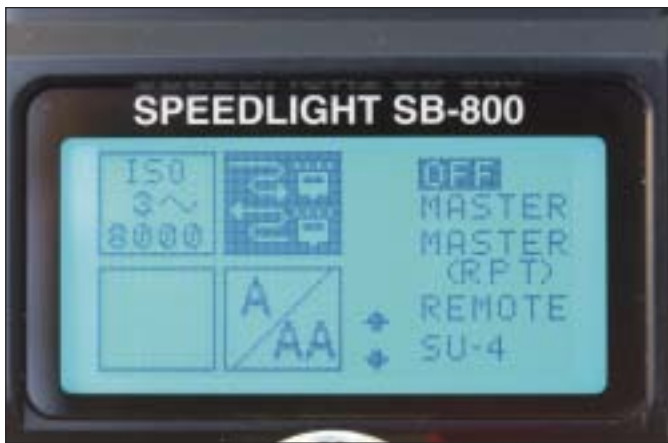 SPEEDLIGHT SB-800
ISO
3~
8000
A/AA
OFF
MASTER
MASTER
(RPT)
REMOTE
SU-4